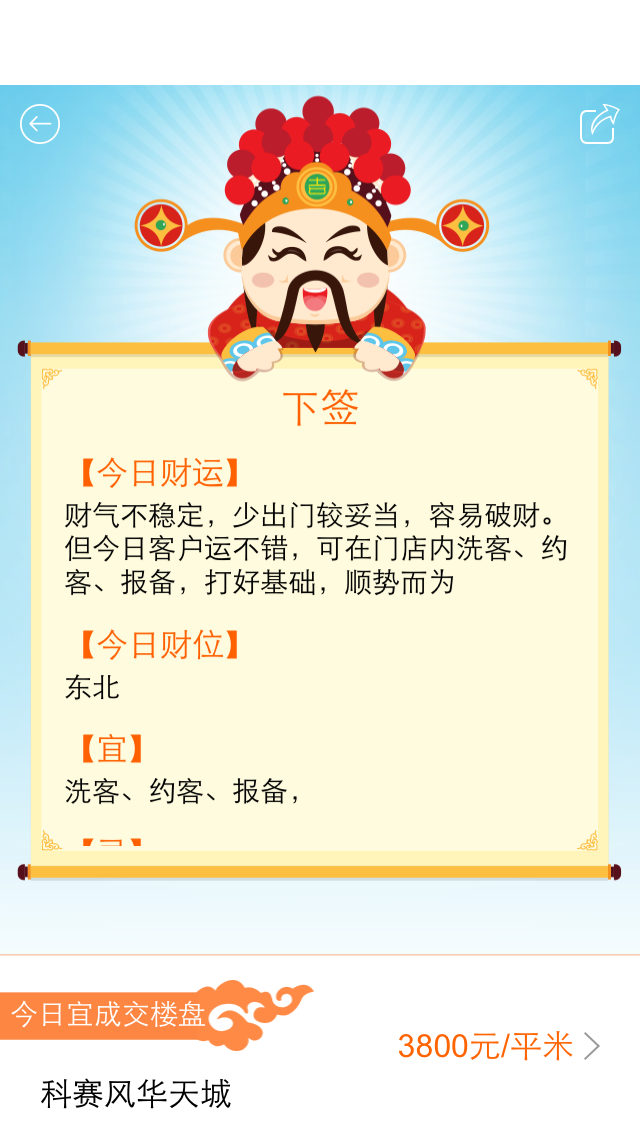 吉
下签
【今日财运】
财气不稳定，少出门较妥当，容易破财。
但今日客户运不错，可在门店内洗客、约
客、报备，打好基础，顺势而为
【今日财位】
东北
【宜】
洗客、约客、报备，
今日宜成交楼盘
3800元/平米
科赛风华天城